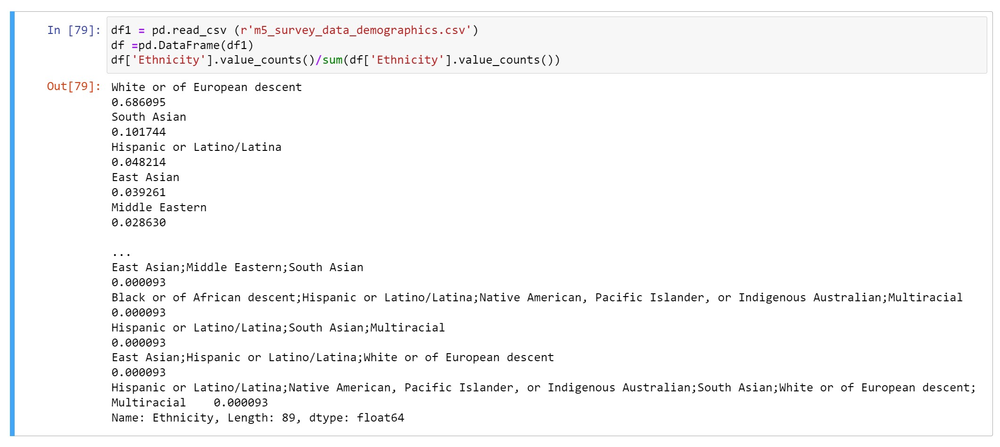 In [79]: df1 = pd.read_csv (r'm5_survey_data_demographics.csv')
df =pd.DataFrame(df1)
df['Ethnicity'].value_counts()/sum(df['Ethnicity'].value_counts())
Out[79]: White or of European descent
0.686095
South Asian
0.101744
Hispanic or Latino/Latina
0.048214
East Asian
0.039261
Middle Eastern
0.028630
...
East Asian;Middle Eastern;South Asian
0.000093
Black or of African descent;Hispanic or Latino/Latina;Native American, Pacific Islander, or Indigenous Australian;Multiracial
0.000093
Hispanic or Latino/Latina;South Asian;Multiracial
0.000093
East Asian;Hispanic or Latino/Latina;White or of European descent
0.000093
Hispanic or Latino/Latina;Native American, Pacific Islander, or Indigenous Australian;South Asian;White or of European descent;
Multiracial    0.000093
Name: Ethnicity, Length: 89, dtype: float64